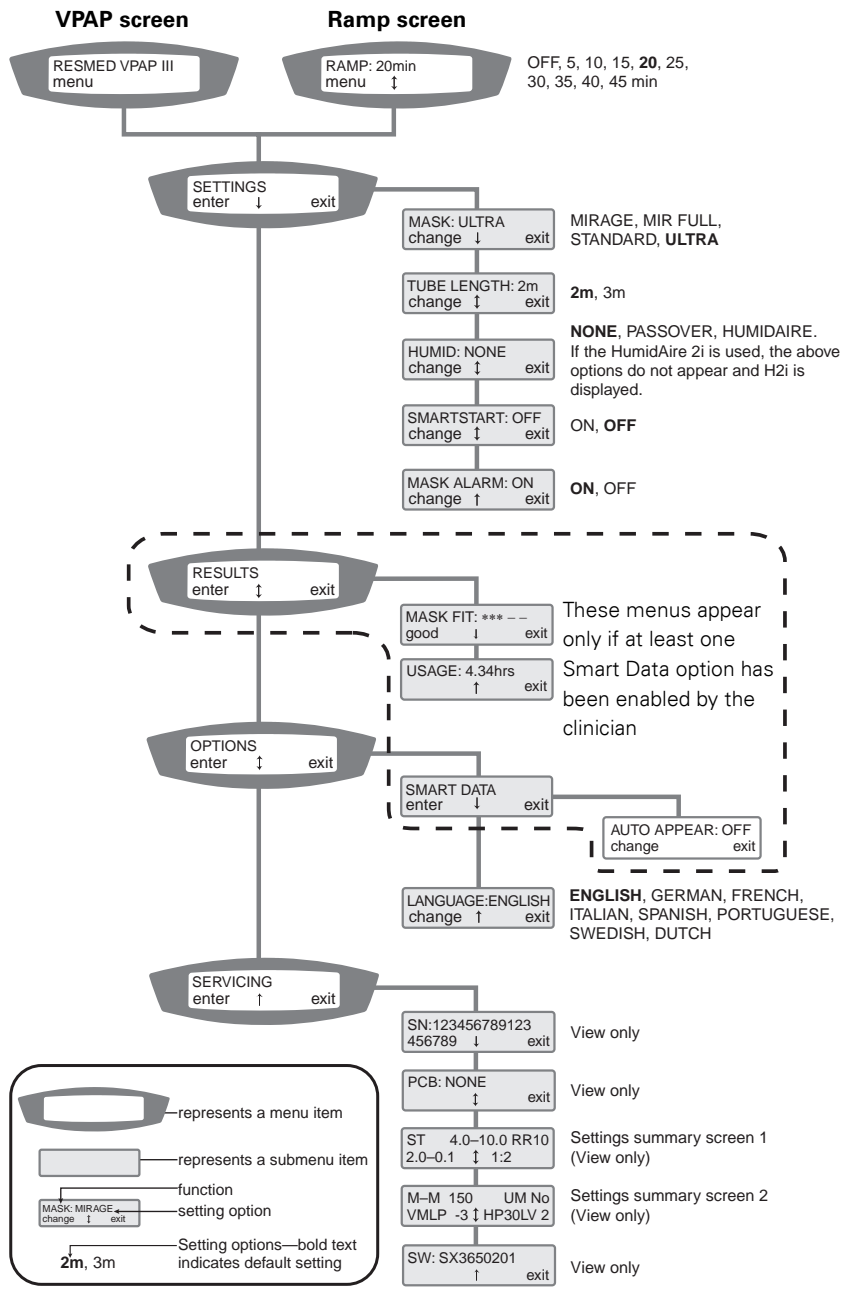 VPAP screen
Ramp screen
RESMED VPAP III
menu
RAMP: 20min
menu ↕
OFF, 5, 10, 15, 20, 25,
30, 35, 40, 45 min
SETTINGS
enter ↓ exit
MASK: ULTRA
change ↓ exit
MIRAGE, MIR FULL,
STANDARD, ULTRA
TUBE LENGTH: 2m
change ↕ exit
2m, 3m
HUMID: NONE
change ↕ exit
NONE, PASSOVER, HUMIDAIRE.
If the HumidAire 2i is used, the above
options do not appear and H2i is
displayed.
SMARTSTART: OFF
change ↕ exit
ON, OFF
MASK ALARM: ON
change ↑ exit
ON, OFF
RESULTS
enter ↕ exit
MASK FIT: *** – –
good ↓ exit
USAGE: 4.34hrs
↑ exit
These menus appear
only if at least one
Smart Data option has
been enabled by the
clinician
OPTIONS
enter ↕ exit
SMART DATA
enter ↓ exit
AUTO APPEAR: OFF
change exit
LANGUAGE:ENGLISH
change ↑ exit
ENGLISH, GERMAN, FRENCH,
ITALIAN, SPANISH, PORTUGUESE,
SWEDISH, DUTCH
SERVICING
enter ↑ exit
SN:123456789123
456789 ↓ exit
View only
PCB: NONE
↕ exit
View only
ST 4.0–10.0 RR10
2.0–0.1 ↕ 1:2
Settings summary screen 1
(View only)
M–M 150 UM No
VMLP -3 ↕ HP30LV 2
Settings summary screen 2
(View only)
SW: SX3650201
↑ exit
View only
represents a menu item
represents a submenu item
function
MASK: MIRAGE
change ↕ exit
setting option
2m, 3m
Setting options—bold text
indicates default setting